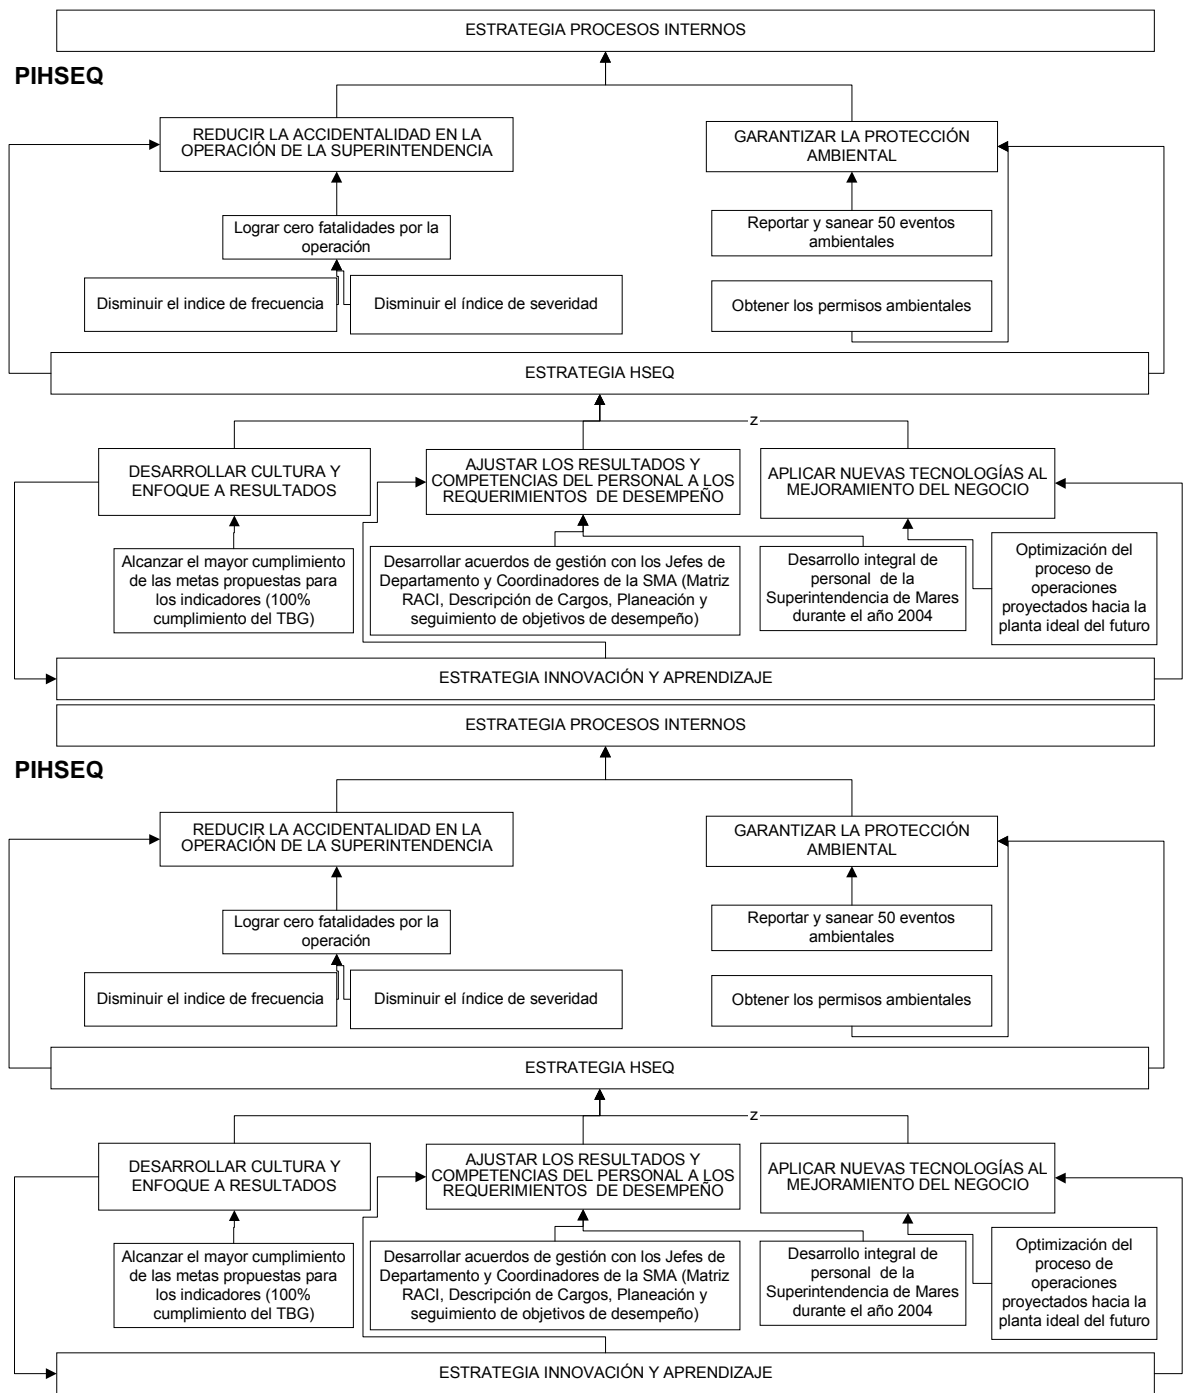 ESTRATEGIA PROCESOS INTERNOS
PIHSEQ
REDUCIR LA ACCIDENTALIDAD EN LA
OPERACIÓN DE LA SUPERINTENDENCIA
GARANTIZAR LA PROTECCIÓN
AMBIENTAL
Lograr cero fatalidades por la
operación
Reportar y sanear 50 eventos
ambientales
Disminuir el indice de frecuencia
Disminuir el índice de severidad
Obtener los permisos ambientales
ESTRATEGIA HSEQ
z
DESARROLLAR CULTURA Y
ENFOQUE A RESULTADOS
AJUSTAR LOS RESULTADOS Y
COMPETENCIAS DEL PERSONAL A LOS
REQUERIMIENTOS DE DESEMPEÑO
APLICAR NUEVAS TECNOLOGÍAS AL
MEJORAMIENTO DEL NEGOCIO
Alcanzar el mayor cumplimiento
de las metas propuestas para
los indicadores (100%
cumplimiento del TBG)
Desarrollar acuerdos de gestión con los Jefes de
Departamento y Coordinadores de la SMA (Matriz
RACI, Descripción de Cargos, Planeación y
seguimiento de objetivos de desempeño)
Desarrollo integral de
personal de la
Superintendencia de Mares
durante el año 2004
Optimización del
proceso de
operaciones
proyectados hacia la
planta ideal del futuro
ESTRATEGIA INNOVACIÓN Y APRENDIZAJE
ESTRATEGIA PROCESOS INTERNOS
PIHSEQ
REDUCIR LA ACCIDENTALIDAD EN LA
OPERACIÓN DE LA SUPERINTENDENCIA
GARANTIZAR LA PROTECCIÓN
AMBIENTAL
Lograr cero fatalidades por la
operación
Reportar y sanear 50 eventos
ambientales
Disminuir el indice de frecuencia
Disminuir el índice de severidad
Obtener los permisos ambientales
ESTRATEGIA HSEQ
z
DESARROLLAR CULTURA Y
ENFOQUE A RESULTADOS
AJUSTAR LOS RESULTADOS Y
COMPETENCIAS DEL PERSONAL A LOS
REQUERIMIENTOS DE DESEMPEÑO
APLICAR NUEVAS TECNOLOGÍAS AL
MEJORAMIENTO DEL NEGOCIO
Alcanzar el mayor cumplimiento
de las metas propuestas para
los indicadores (100%
cumplimiento del TBG)
Desarrollar acuerdos de gestión con los Jefes de
Departamento y Coordinadores de la SMA (Matriz
RACI, Descripción de Cargos, Planeación y
seguimiento de objetivos de desempeño)
Desarrollo integral de
personal de la
Superintendencia de Mares
durante el año 2004
Optimización del
proceso de
operaciones
proyectados hacia la
planta ideal del futuro
ESTRATEGIA INNOVACIÓN Y APRENDIZAJE